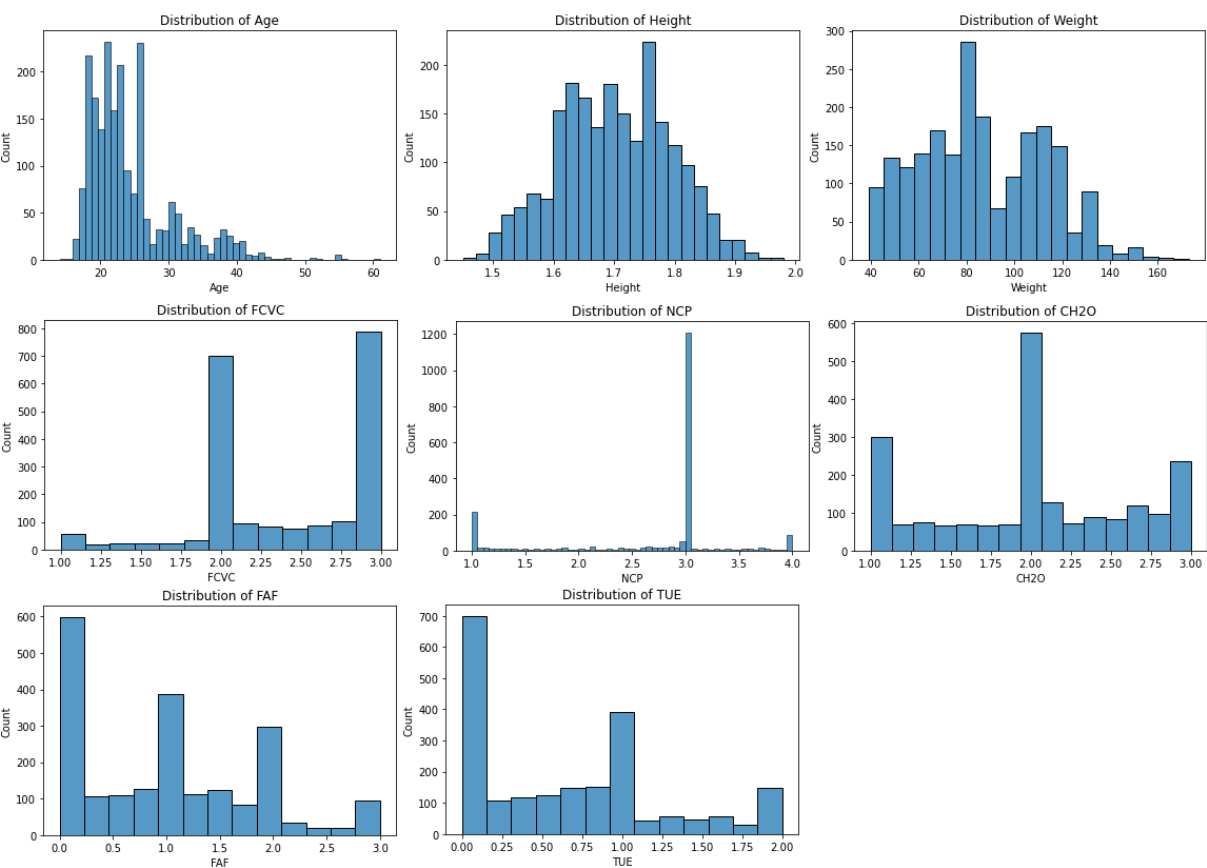 Distribution of Age
Count
200
150
100
50
0
20 30 40 50 60
Age
Distribution of Height
Count
200
150
100
50
0
1.5 1.6 1.7 1.8 1.9 2.0
Height
Distribution of Weight
Count
300
250
200
150
100
50
0
40 60 80 100 120 140 160
Weight
Distribution of FCVC
Count
800
700
600
500
400
300
200
100
0
1.00 1.25 1.50 1.75 2.00 2.25 2.50 2.75 3.00
FCVC
Distribution of NCP
Count
1200
1000
800
600
400
200
0
1.0 1.5 2.0 2.5 3.0 3.5 4.0
NCP
Distribution of CH2O
Count
600
500
400
300
200
100
0
1.00 1.25 1.50 1.75 2.00 2.25 2.50 2.75 3.00
CH2O
Distribution of FAF
Count
600
500
400
300
200
100
0
0.0 0.5 1.0 1.5 2.0 2.5 3.0
FAF
Distribution of TUE
Count
700
600
500
400
300
200
100
0
0.00 0.25 0.50 0.75 1.00 1.25 1.50 1.75 2.00
TUE